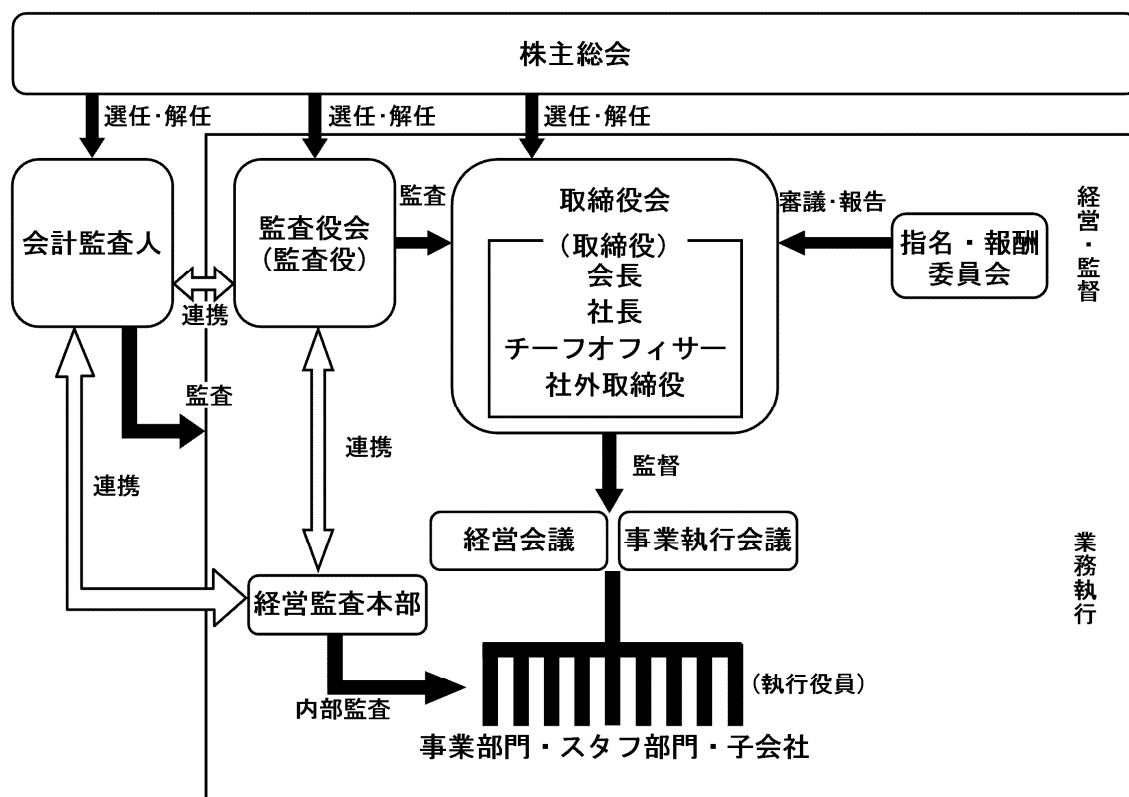 株主総会
選任・解任
選任・解任
選任・解任
会計監査人
監査役会
(監査役)
監査
取締役会
(取締役)
会長
社長
チーフオフィサー
社外取締役
審議・報告
指名・報酬
委員会
経営・監督
連携
監査
連携
連携
監督
経営会議
事業執行会議
業務執行
経営監査本部
内部監査
(執行役員)
事業部門・スタフ部門・子会社